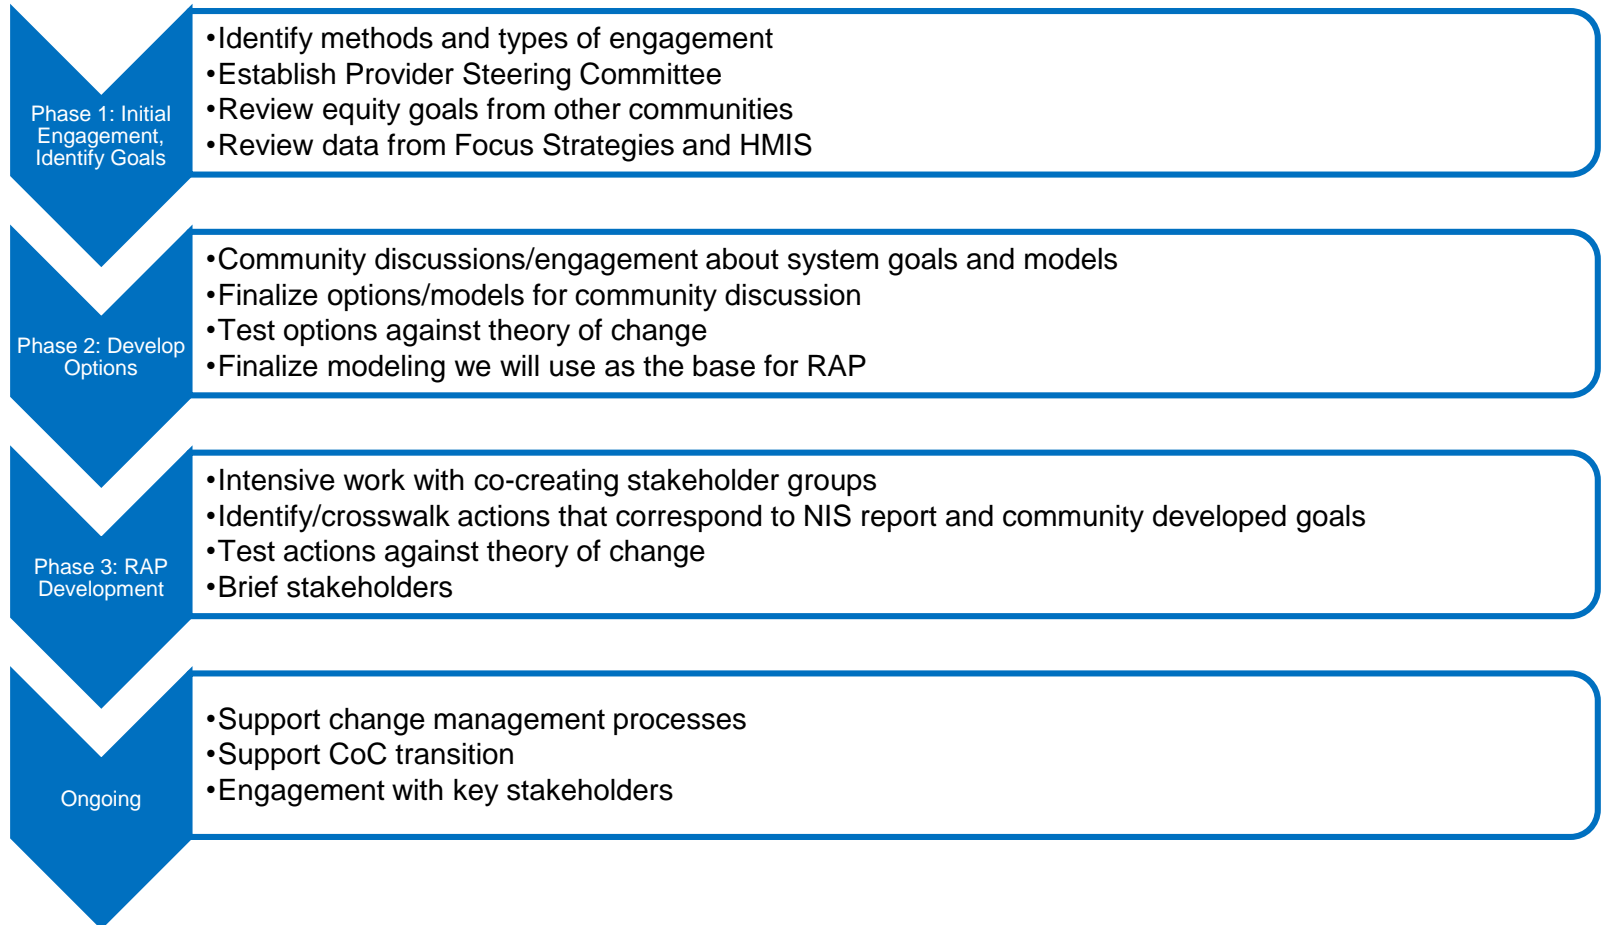 Phase 1: Initial
Engagement,
Identify Goals
•Identify methods and types of engagement
•Establish Provider Steering Committee
•Review equity goals from other communities
•Review data from Focus Strategies and HMIS
Phase 2: Develop
Options
•Community discussions/engagement about system goals and models
•Finalize options/models for community discussion
•Test options against theory of change
•Finalize modeling we will use as the base for RAP
Phase 3: RAP
Development
•Intensive work with co-creating stakeholder groups
•Identify/crosswalk actions that correspond to NIS report and community developed goals
•Test actions against theory of change
•Brief stakeholders
Ongoing
•Support change management processes
•Support CoC transition
•Engagement with key stakeholders